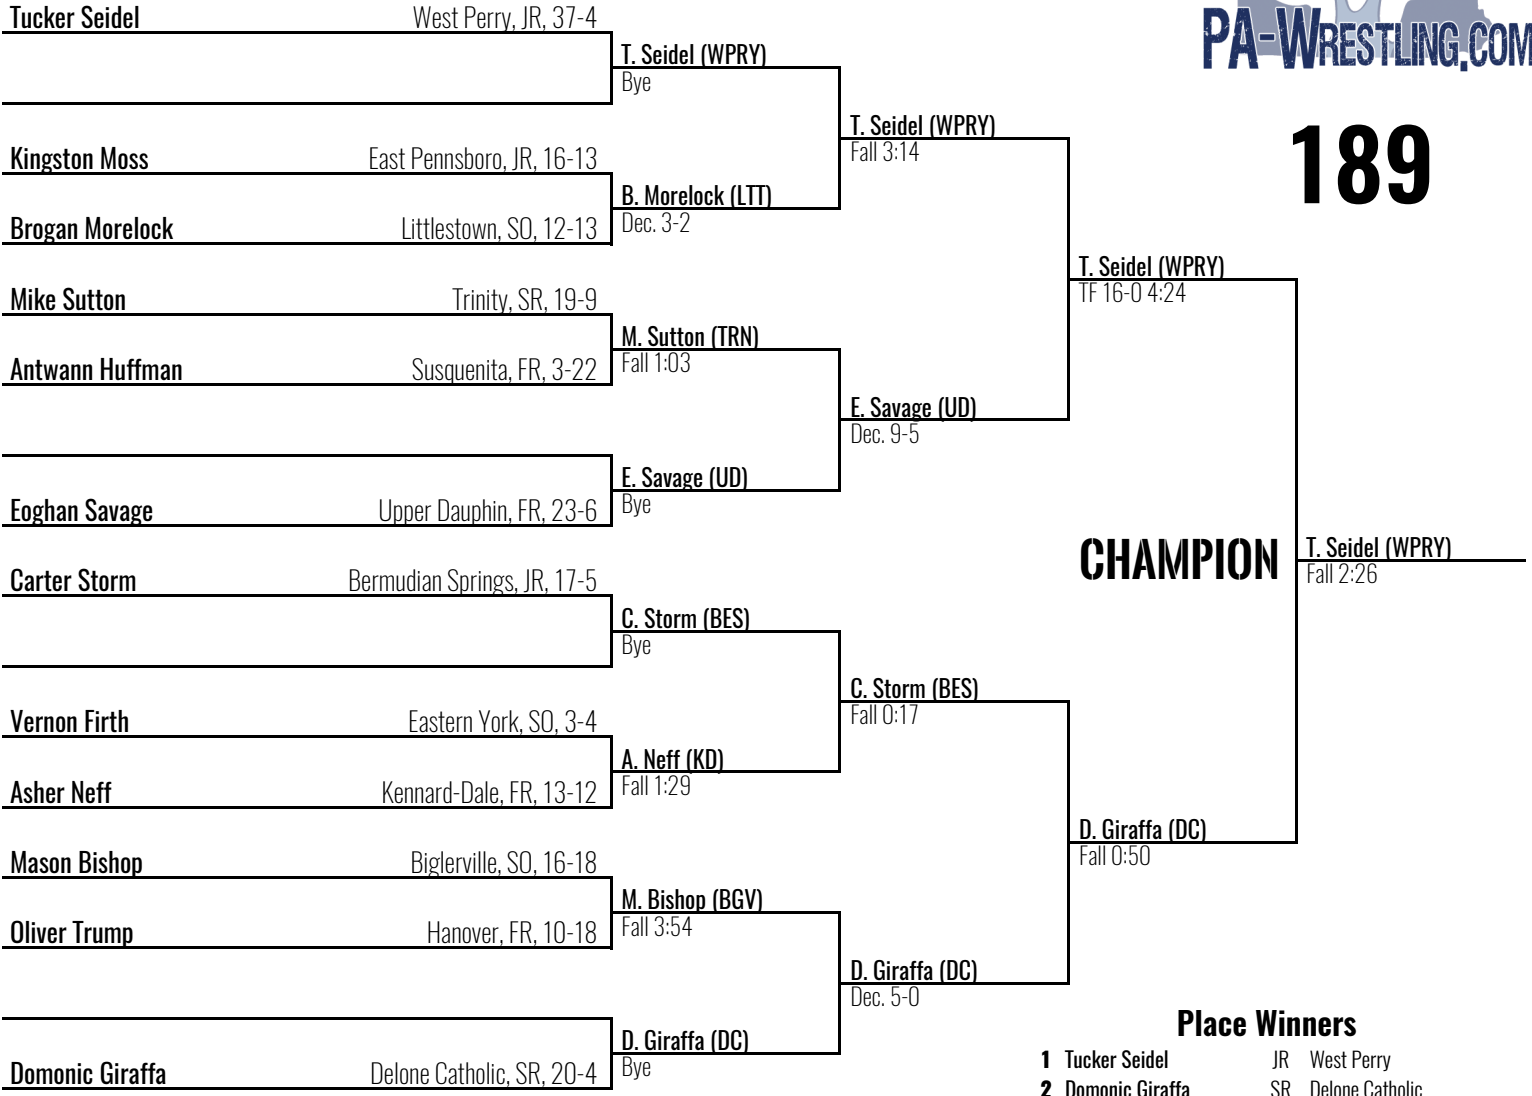 Tucker Seidel West Perry, JR, 37-4
PA-WRESTLING.COM
T. Seidel (WPRY)
Bye
T. Seidel (WPRY)
Fall 3:14
189
Kingston Moss East Pennsboro, JR, 16-13
B. Morelock (LTT)
Dec. 3-2
Brogan Morelock Littlestown, SO, 12-13
T. Seidel (WPRY)
TF 16-0 4:24
Mike Sutton Trinity, SR, 19-9
M. Sutton (TRN)
Fall 1:03
Antwann Huffman Susquenita, FR, 3-22
E. Savage (UD)
Dec. 9-5
E. Savage (UD)
Bye
Eoghan Savage Upper Dauphin, FR, 23-6
CHAMPION
T. Seidel (WPRY)
Fall 2:26
Carter Storm Bermudian Springs, JR, 17-5
C. Storm (BES)
Bye
C. Storm (BES)
Fall 0:17
Vernon Firth Eastern York, SO, 3-4
A. Neff (KD)
Fall 1:29
Asher Neff Kennard-Dale, FR, 13-12
D. Giraffa (DC)
Fall 0:50
Mason Bishop Biglerville, SO, 16-18
M. Bishop (BGV)
Fall 3:54
Oliver Trump Hanover, FR, 10-18
D. Giraffa (DC)
Dec. 5-0
D. Giraffa (DC)
Bye
Domonic Giraffa Delone Catholic, SR, 20-4
Place Winners
1 Tucker Seidel JR West Perry
2 Domonic Giraffa SR Delone Catholic